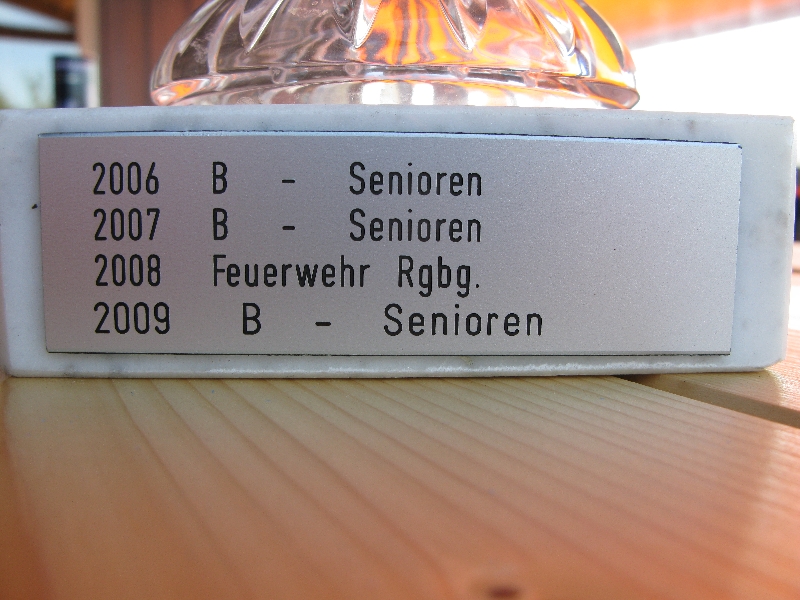 2006 B - Senioren
2007 B - Senioren
2008 Feuerwehr Rgbg.
2009 B - Senioren